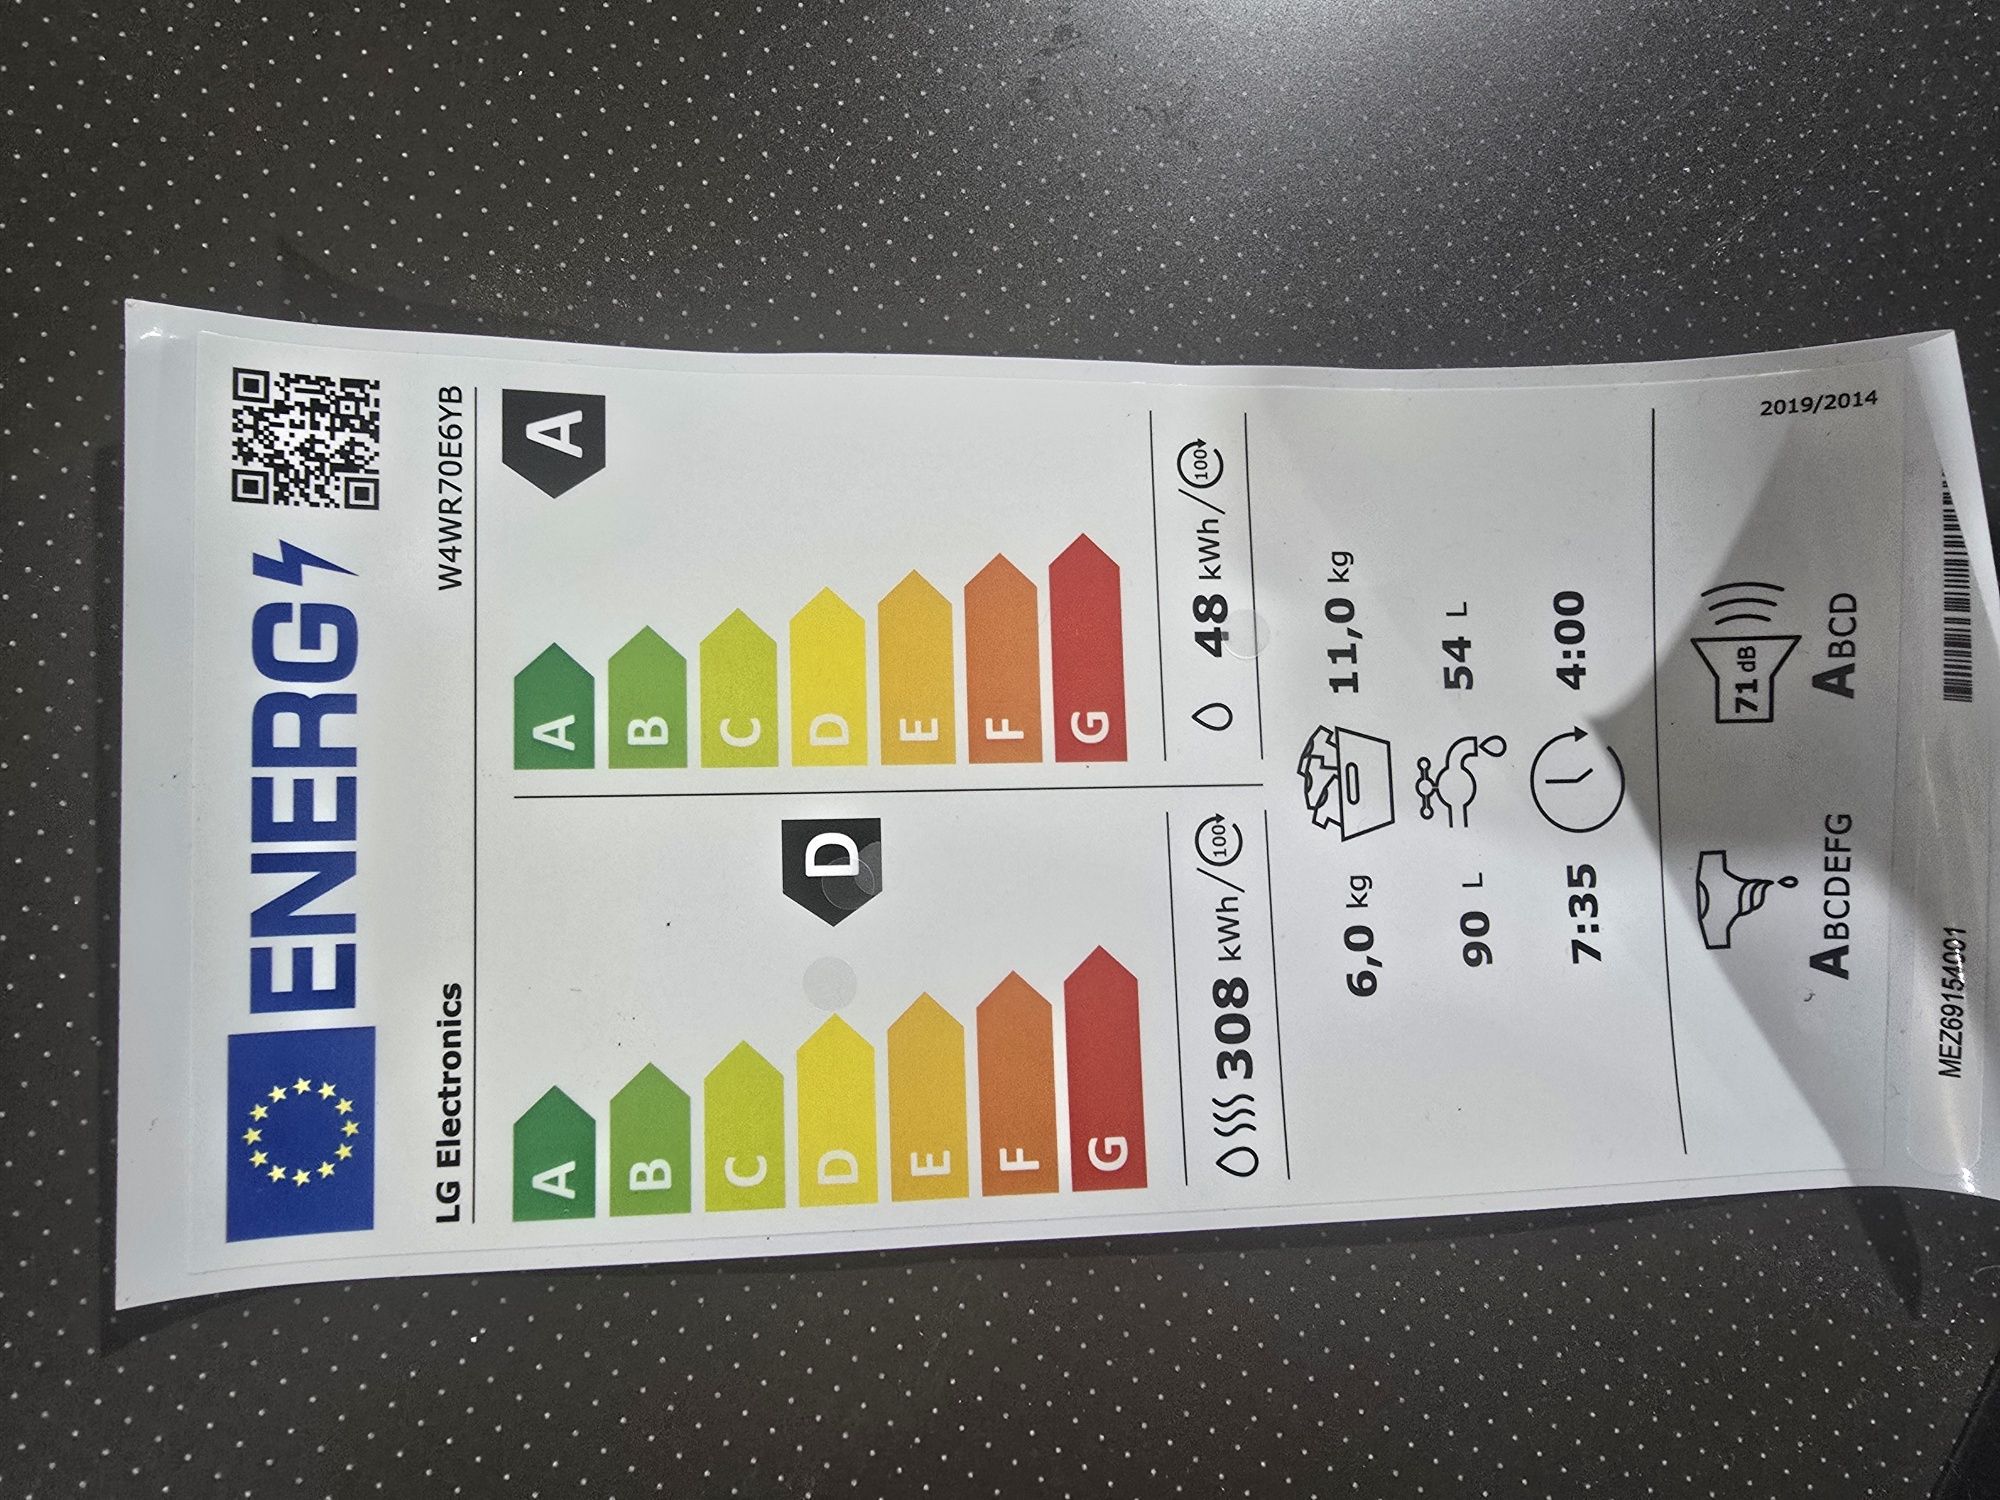 ENERG
LG Electronics
W4WR70E6YB
A
B
C
D
E
F
G
D
A
B
C
D
E
F
G
A
308 kWh/100
48 kWh/100
6,0 kg
11,0 kg
90 L
54 L
7:35
4:00
71 dB
ABCDEFG
ABCD
2019/2014
MEZ69154001